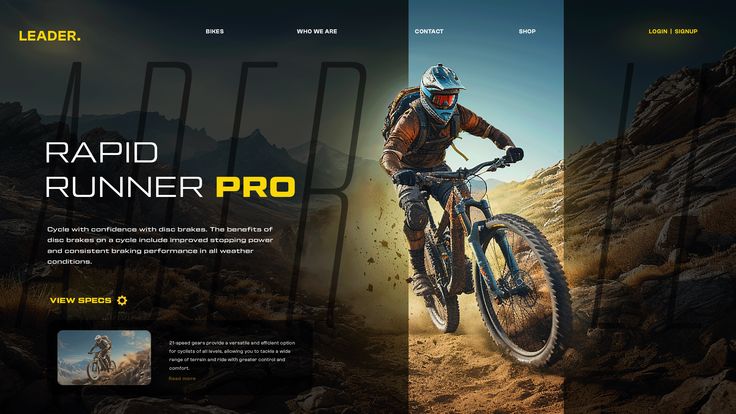 LEADER.
BIKES
WHO WE ARE
CONTACT
SHOP
LOGIN | SIGNUP
RAPID
RUNNER PRO
Cycle with confidence with disc brakes. The benefits of
disc brakes on a cycle include improved stopping power
and consistent braking performance in all weather
conditions.
VIEW SPECS
21-speed gears provide a versatile and efficient option
for cyclists of all levels, allowing you to tackle a wide
range of terrain and ride with greater control and
comfort.
Read more